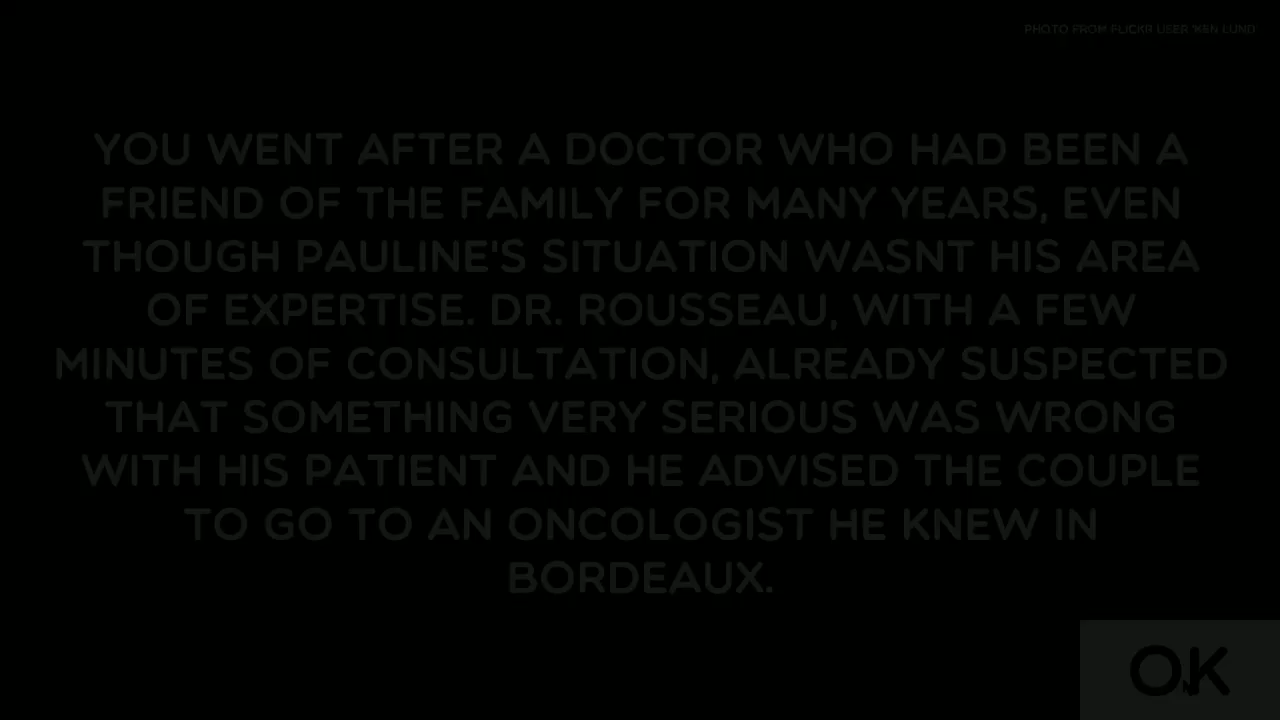 PHOTO FROM FLICKR USER 'KEN LUND'
YOU WENT AFTER A DOCTOR WHO HAD BEEN A
FRIEND OF THE FAMILY FOR MANY YEARS, EVEN
THOUGH PAULINE'S SITUATION WASNT HIS AREA
OF EXPERTISE. DR. ROUSSEAU, WITH A FEW
MINUTES OF CONSULTATION, ALREADY SUSPECTED
THAT SOMETHING VERY SERIOUS WAS WRONG
WITH HIS PATIENT AND HE ADVISED THE COUPLE
TO GO TO AN ONCOLOGIST HE KNEW IN
BORDEAUX.
OK